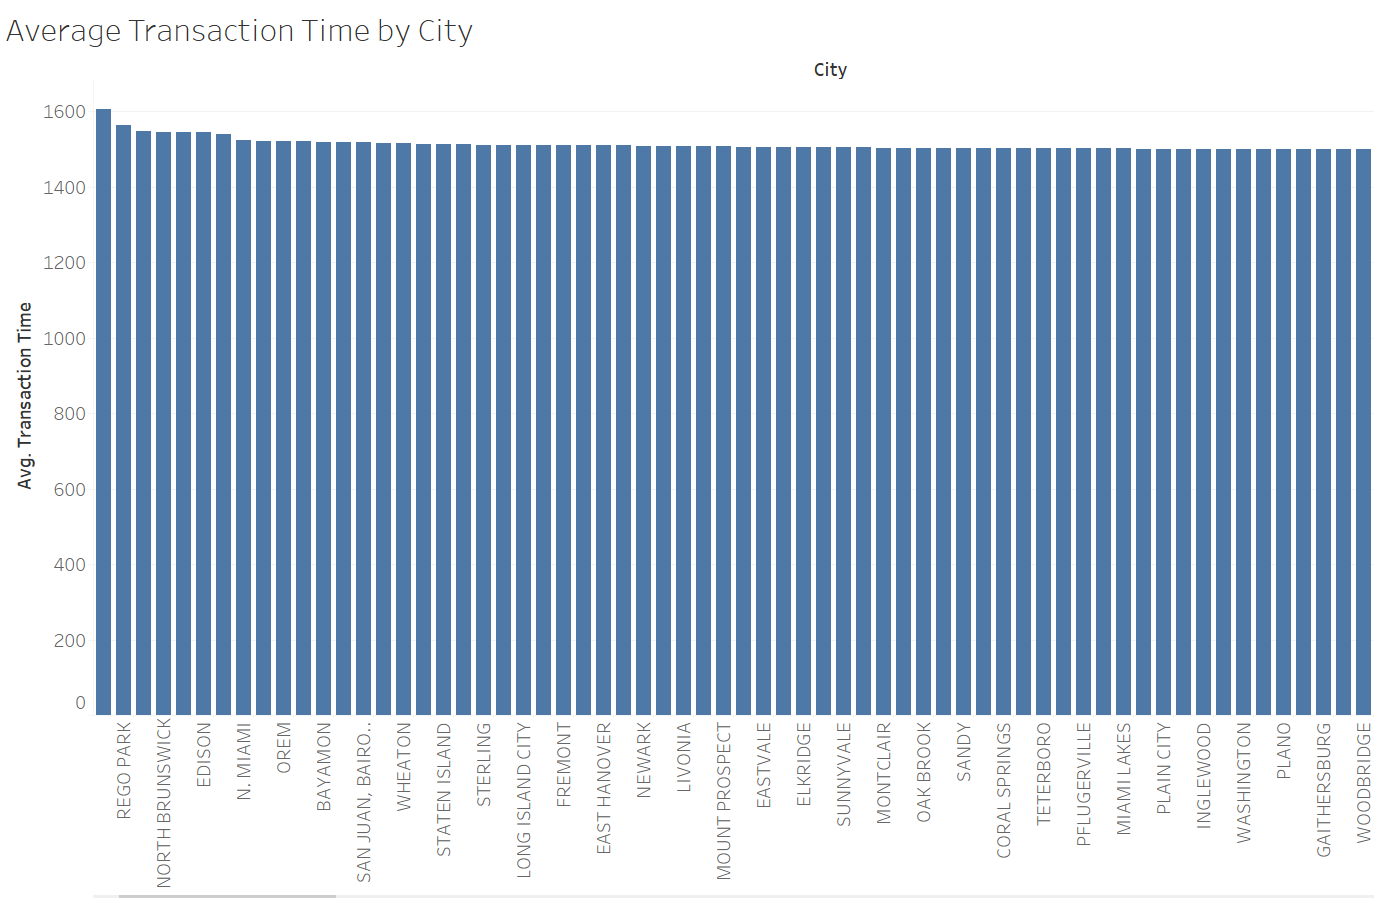 Average Transaction Time by City
City
Avg. Transaction Time
1600
1400
1200
1000
800
600
400
200
0
REGO PARK
NORTH BRUNSWICK
EDISON
N. MIAMI
OREM
BAYAMON
SAN JUAN, BAIRO..
WHEATON
STATEN ISLAND
STERLING
LONG ISLAND CITY
FREMONT
EAST HANOVER
NEWARK
LIVONIA
MOUNT PROSPECT
EASTVALE
ELKRIDGE
SUNNYVALE
MONTCLAIR
OAK BROOK
SANDY
CORAL SPRINGS
TETERBORO
PFLUGERVILLE
MIAMI LAKES
PLAIN CITY
INGLEWOOD
WASHINGTON
PLANO
GAITHERSBURG
WOODBRIDGE